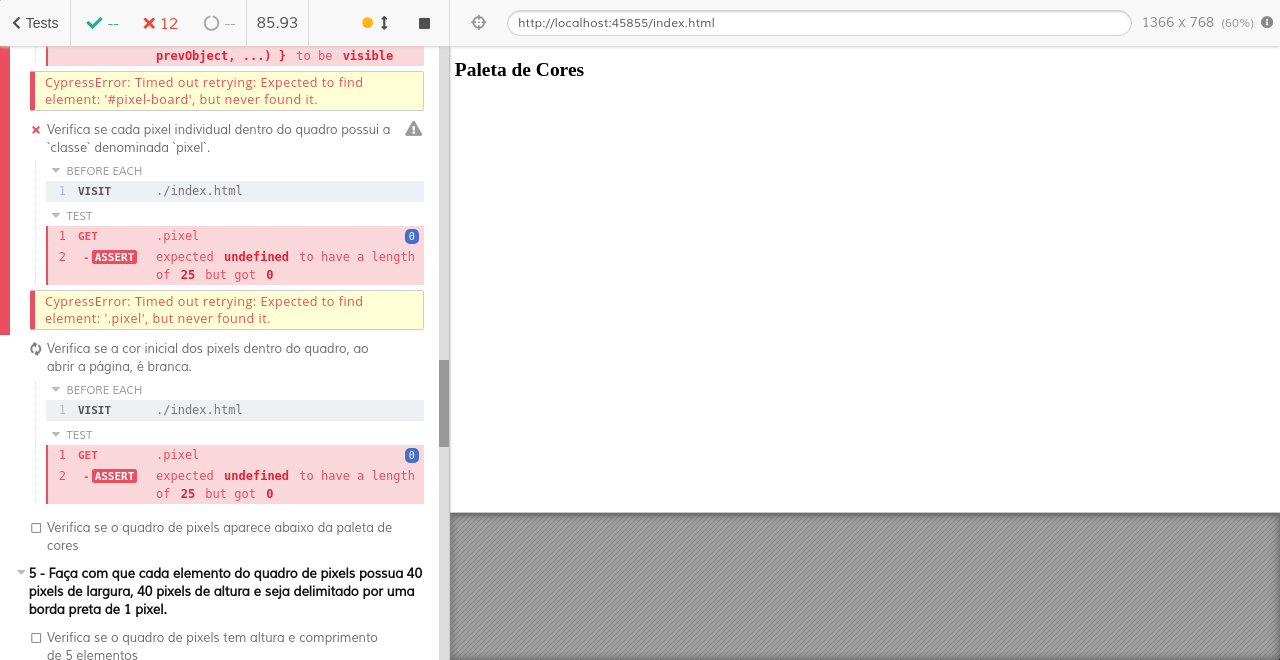 Tests -- 12 -- 85.93 http://localhost:45855/index.html 1366 x 768 (60%)
prevObject, ...) } to be visible
CypressError: Timed out retrying: Expected to find
element: '#pixel-board', but never found it.
Verifica se cada pixel individual dentro do quadro possui a
`classe` denominada `pixel`.
BEFORE EACH
1 VISIT ./index.html
TEST
1 GET .pixel 0
2 -ASSERT expected undefined to have a length
of 25 but got 0
CypressError: Timed out retrying: Expected to find
element: '.pixel', but never found it.
Verifica se a cor inicial dos pixels dentro do quadro, ao
abrir a página, é branca.
BEFORE EACH
1 VISIT ./index.html
TEST
1 GET .pixel 0
2 -ASSERT expected undefined to have a length
of 25 but got 0
Verifica se o quadro de pixels aparece abaixo da paleta de
cores
5 - Faça com que cada elemento do quadro de pixels possua 40
pixels de largura, 40 pixels de altura e seja delimitado por uma
borda preta de 1 pixel.
Verifica se o quadro de pixels tem altura e comprimento
de 5 elementos
Paleta de Cores